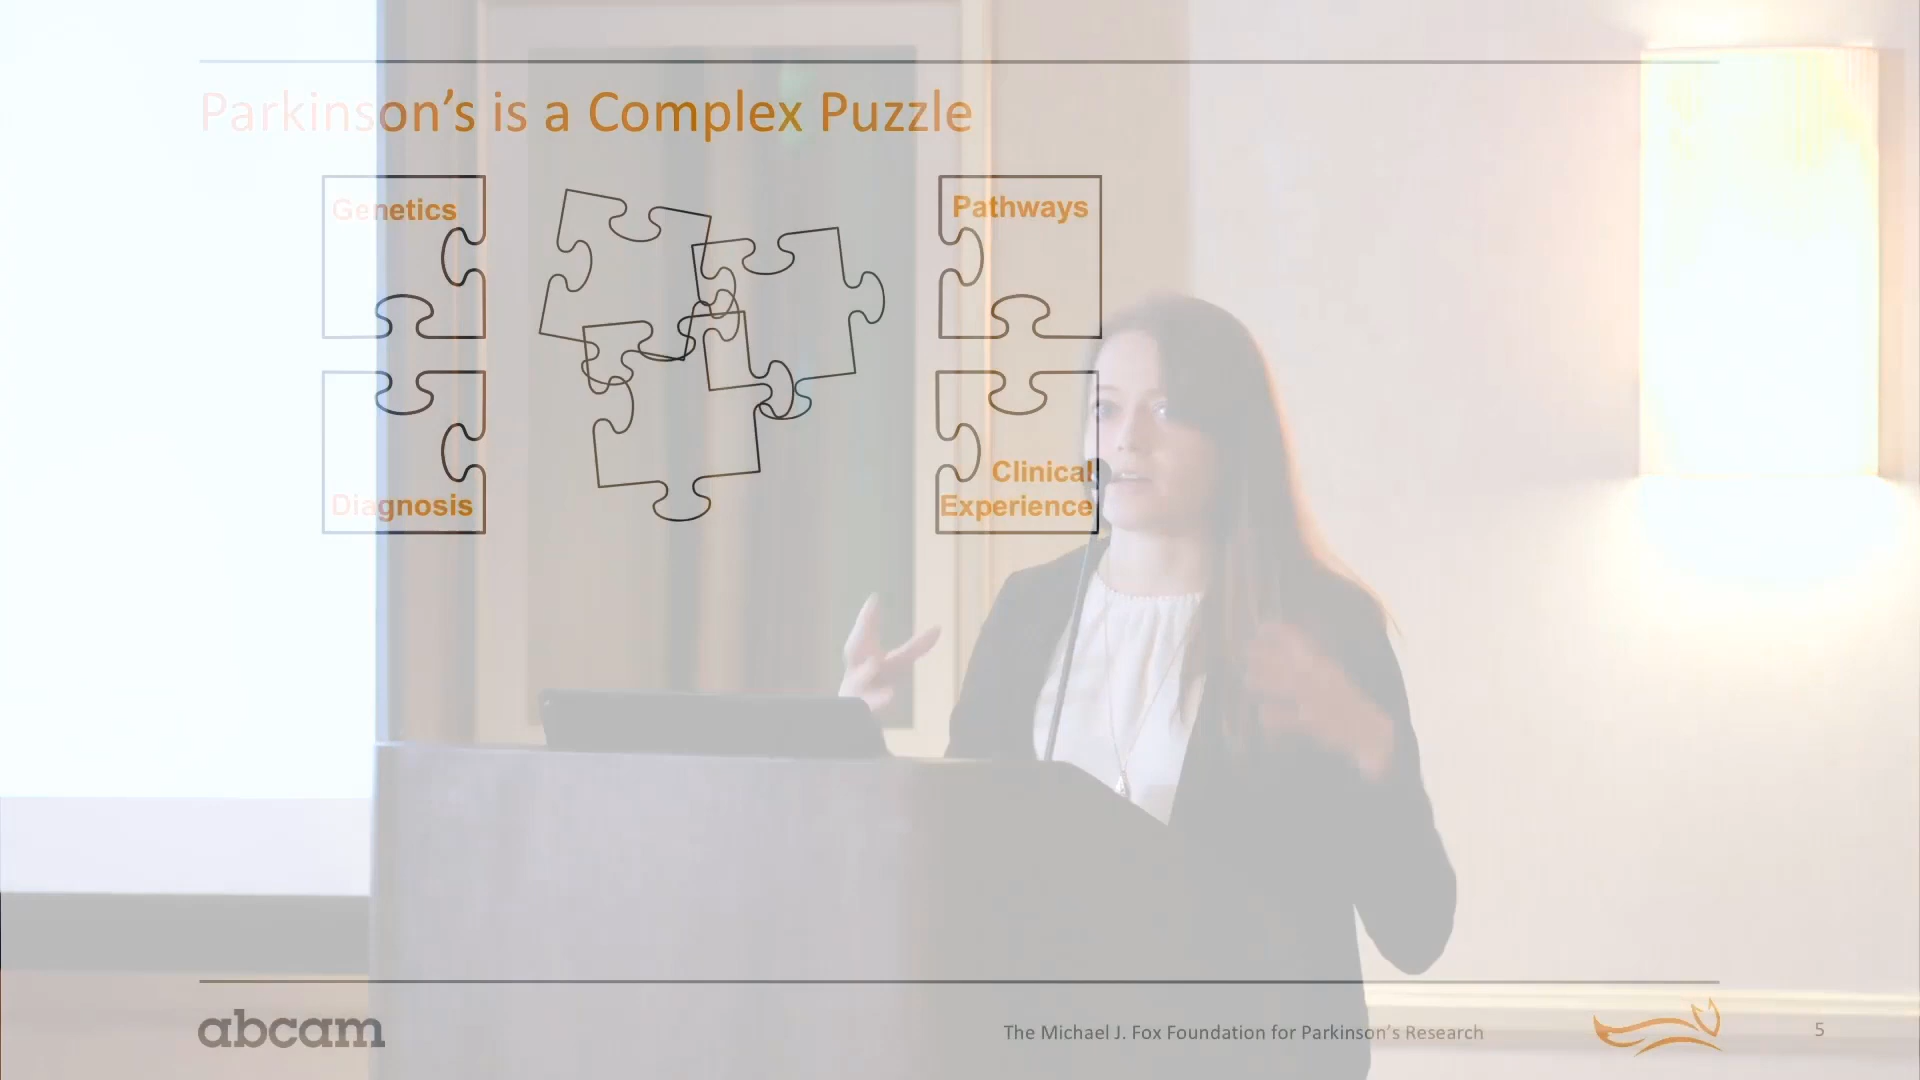 Parkinson's is a Complex Puzzle
Genetics
Pathways
Diagnosis
Clinical
Experience
abcam
The Michael J. Fox Foundation for Parkinson's Research
5